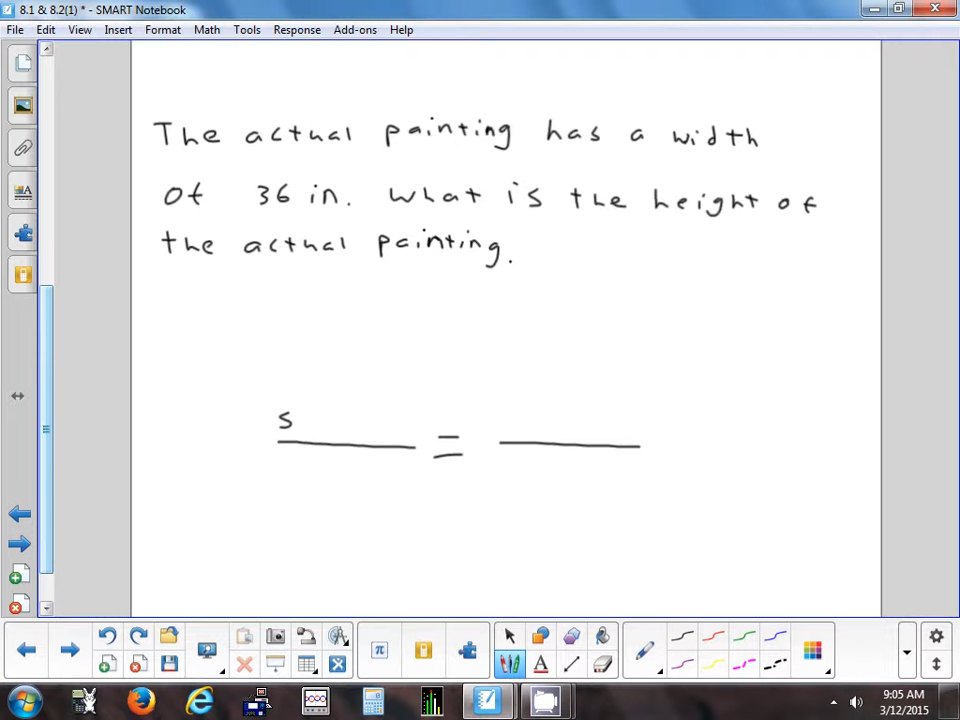 8.1 & 8.2(1) * - SMART Notebook
File Edit View Insert Format Math Tools Response Add-ons Help
The actual painting has a width
of 36 in. What is the height of
the actual painting.
s
=
9:05 AM
3/12/2015